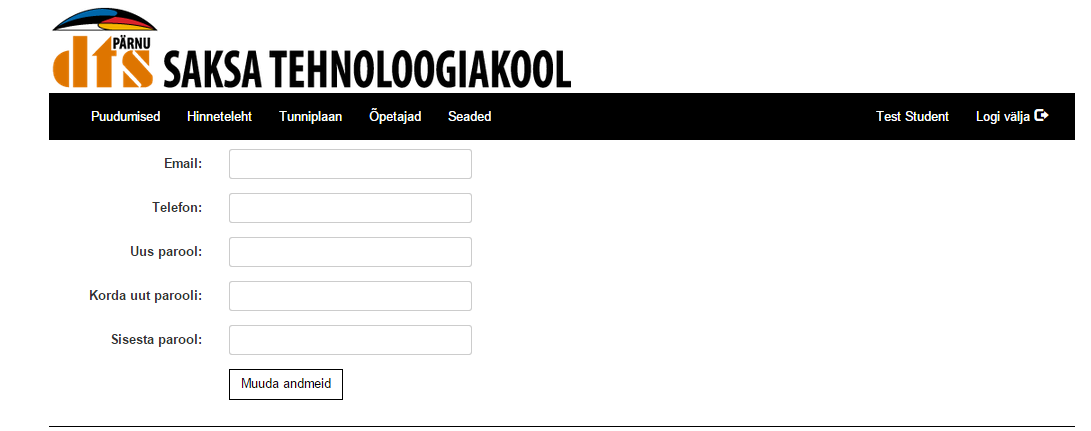 PÄRNU
dts SAKSA TEHNOLOOGIAKOOL
Puudumised Hinneteleht Tunniplaan Õpetajad Seaded Test Student Logi välja
Email:
Telefon:
Uus parool:
Korda uut parooli:
Sisesta parool:
Muuda andmeid